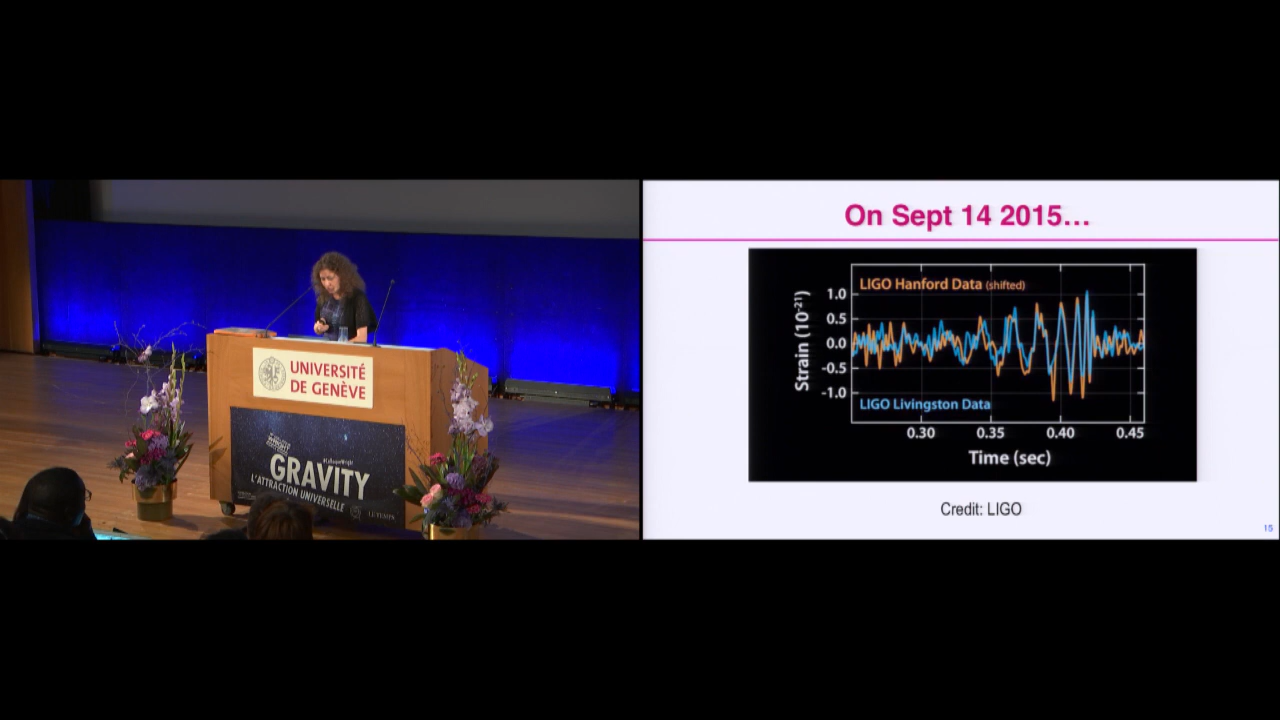 UNIVERSITÉ
DE GENÈVE
GRAVITY
L'ATTRACTION UNIVERSELLE
LE TEMPS
On Sept 14 2015...
LIGO Hanford Data (shifted)
1.0
0.5
0.0
-0.5
-1.0
Strain (10⁻²¹)
LIGO Livingston Data
0.30 0.35 0.40 0.45
Time (sec)
Credit: LIGO
15